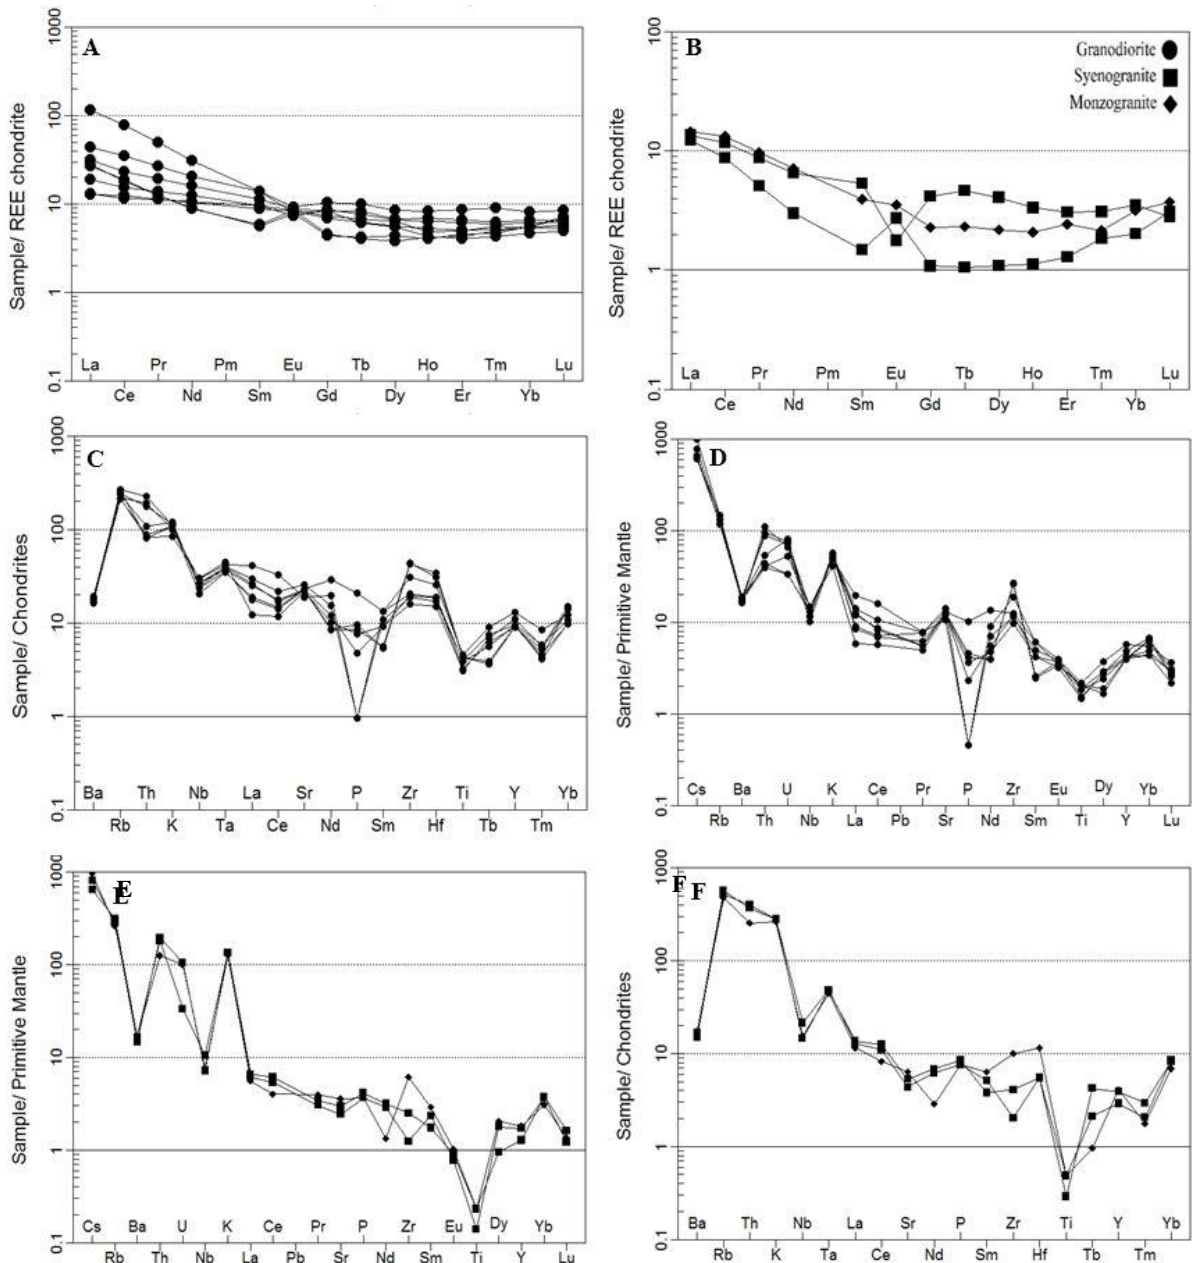 A
Sample/ REE chondrite
1000
100
10
1
0.1
La Pr Pm Eu Tb Ho Tm Lu
Ce Nd Sm Gd Dy Er Yb
B
Granodiorite
Syenogranite
Monzogranite
Sample/ REE chondrite
100
10
1
0.1
La Pr Pm Eu Tb Ho Tm Lu
Ce Nd Sm Gd Dy Er Yb
C
Sample/ Chondrites
1000
100
10
1
0.1
Ba Th Nb La Sr P Zr Ti Y Yb
Rb K Ta Ce Nd Sm Hf Tb Tm
D
Sample/ Primitive Mantle
1000
100
10
1
0.1
Cs Ba U K Ce Pr P Zr Eu Dy Yb
Rb Th Nb La Pb Sr Nd Sm Ti Y Lu
E E
Sample/ Primitive Mantle
1000
100
10
1
0.1
Cs Ba U K Ce Pr P Zr Eu Dy Yb
Rb Th Nb La Pb Sr Nd Sm Ti Y Lu
F F
Sample/ Chondrites
1000
100
10
1
0.1
Ba Th Nb La Sr P Zr Ti Y Yb
Rb K Ta Ce Nd Sm Hf Tb Tm